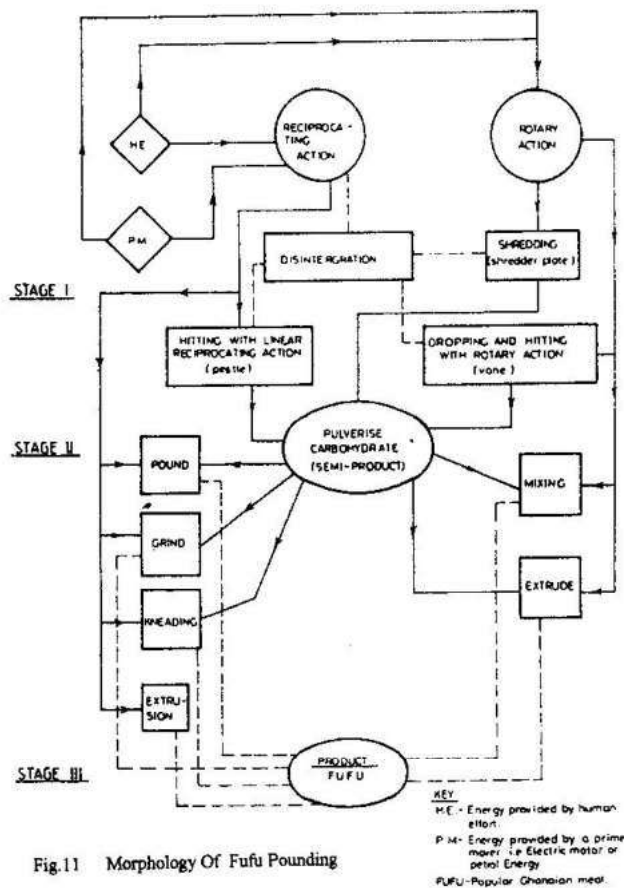 H E
RECIPROCA-
TING
ACTION
ROTARY
ACTION
P M
DISINTERGRATION
SHREDDING
(shredder plate)
STAGE I
HITTING WITH LINEAR
RECIPROCATING ACTION
(pestle)
DROPPING AND HITTING
WITH ROTARY ACTION
(vane)
PULVERISE
CARBOHYDRATE
(SEMI-PRODUCT)
STAGE II
POUND
MIXING
GRIND
EXTRUDE
KNEADING
EXTRU-
SION
STAGE III
PRODUCT
FUFU
KEY
H.E.- Energy provided by human
effort.
P M- Energy provided by a prime
mover i.e Electric motor or
petrol Energy
FUFU-Popular Ghanaian meal.
Fig.11 Morphology Of Fufu Pounding